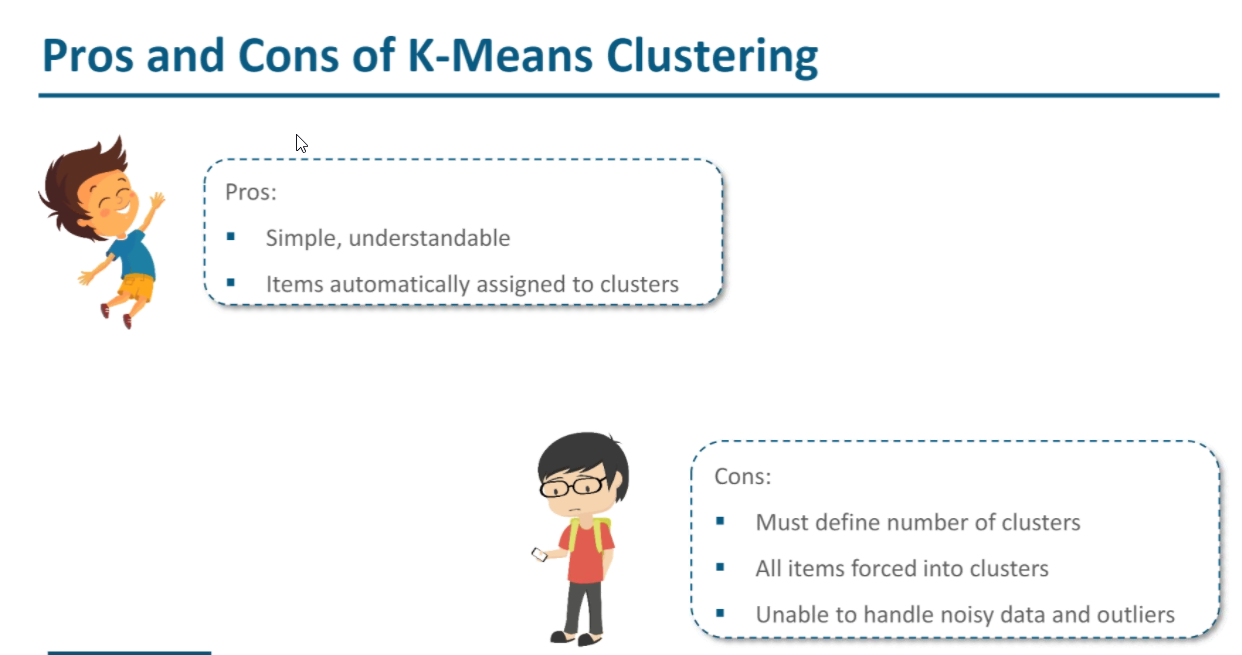 Pros and Cons of K-Means Clustering
Pros:
▪ Simple, understandable
▪ Items automatically assigned to clusters
Cons:
▪ Must define number of clusters
▪ All items forced into clusters
▪ Unable to handle noisy data and outliers